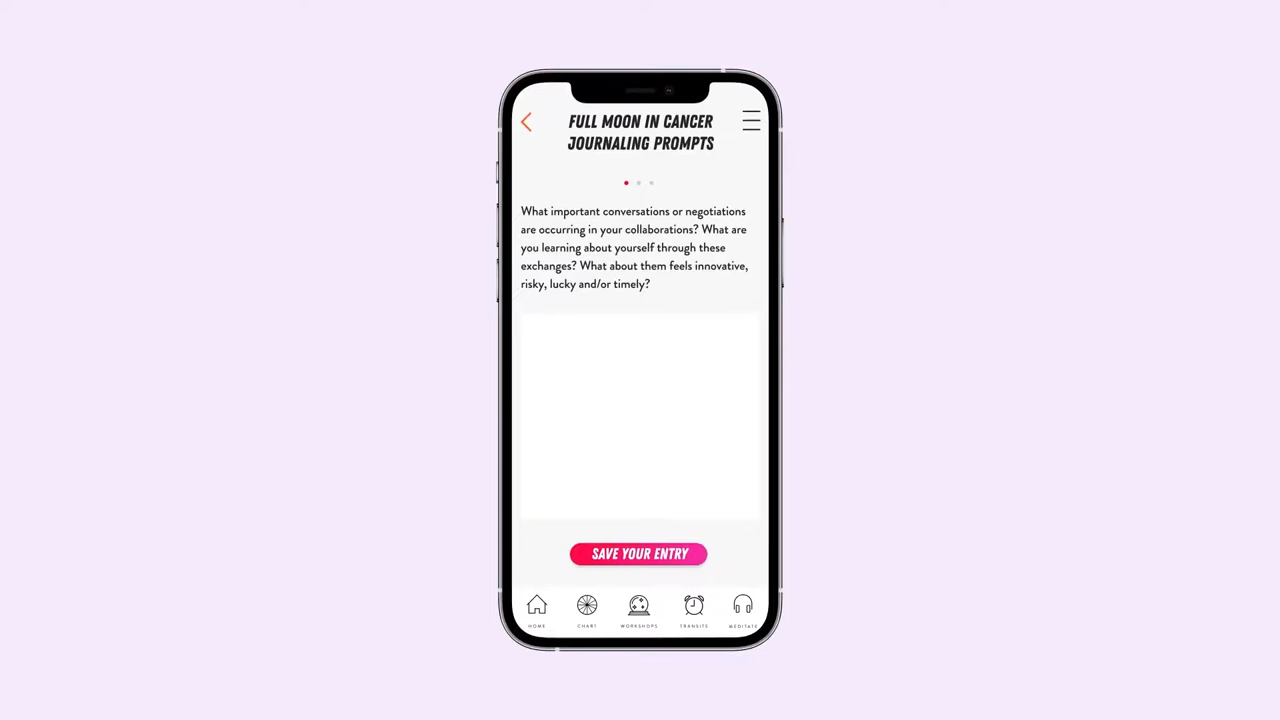 FULL MOON IN CANCER
JOURNALING PROMPTS
What important conversations or negotiations
are occurring in your collaborations? What are
you learning about yourself through these
exchanges? What about them feels innovative,
risky, lucky and/or timely?
SAVE YOUR ENTRY
HOME CHART WORKSHOPS TRANSITS MEDITATE